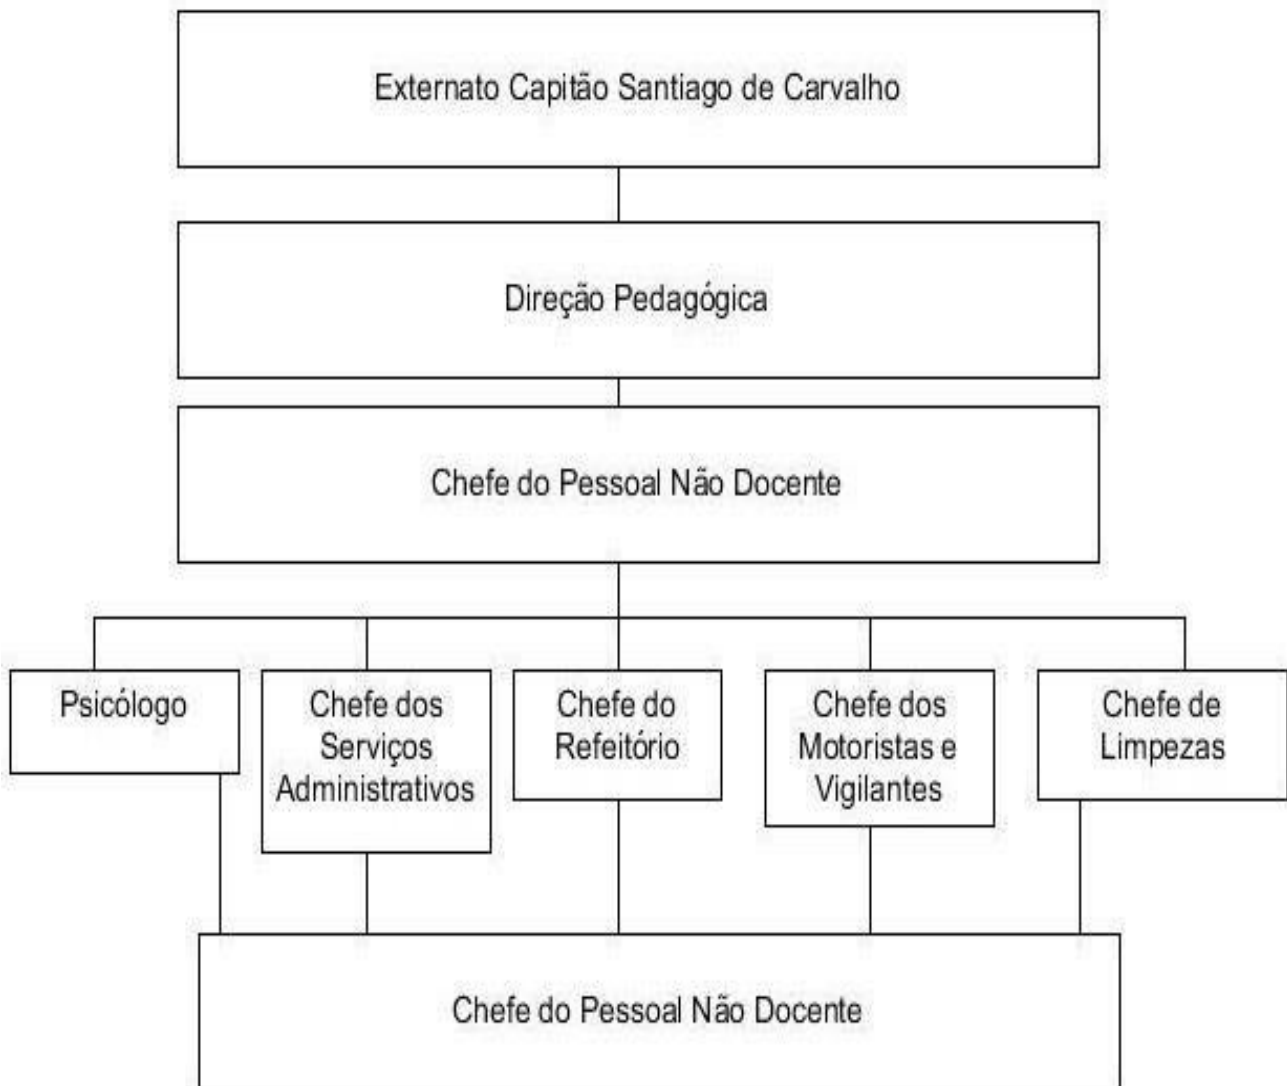 Externato Capitão Santiago de Carvalho
Direção Pedagógica
Chefe do Pessoal Não Docente
Psicólogo
Chefe dos
Serviços
Administrativos
Chefe do
Refeitório
Chefe dos
Motoristas e
Vigilantes
Chefe de
Limpezas
Chefe do Pessoal Não Docente